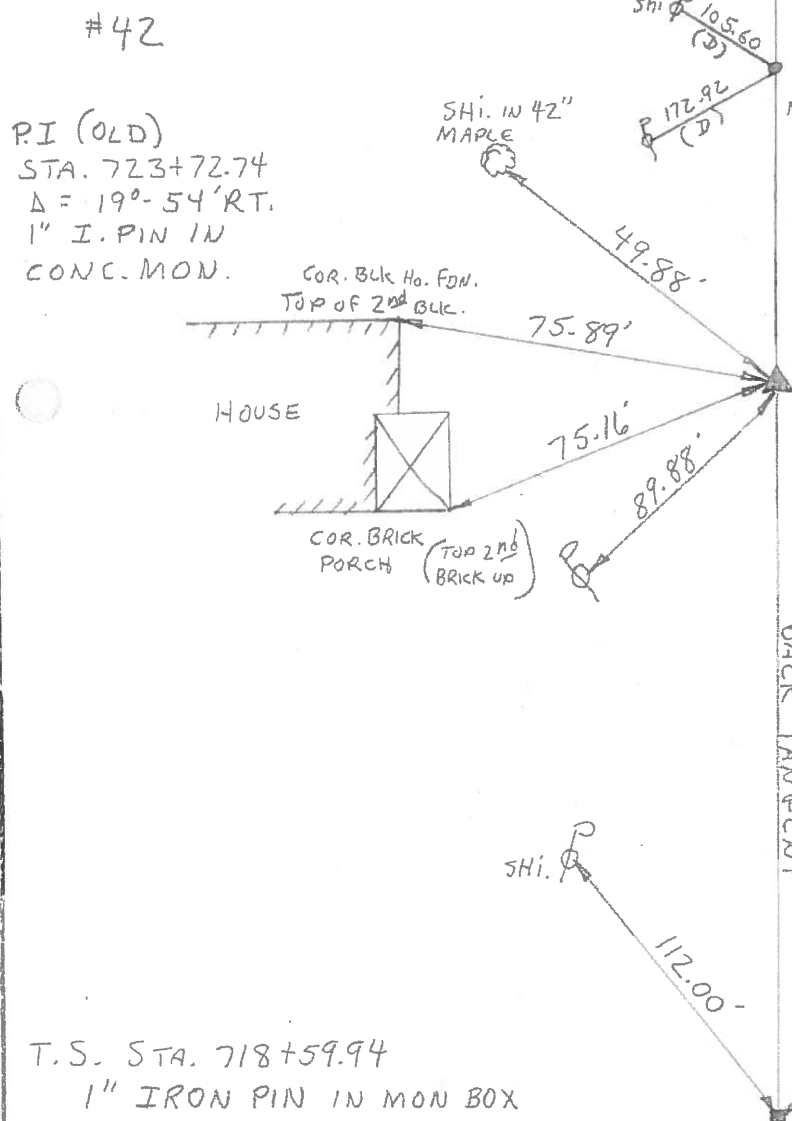 #42
SHI
105.60
(D)
172.92
(D)
SHI. IN 42"
MAPLE
P.I (OLD)
STA. 723+72.74
Δ = 19°-54' RT.
1" I. PIN IN
CONC. MON.
49.88'
COR. BLK HO. FDN.
TOP OF 2nd BLK.
75.89'
HOUSE
75.16'
89.88'
COR. BRICK
PORCH
(TOP 2nd
BRICK UP)
BACK TANGENT
SHI.
112.00-
T.S. STA. 718+59.94
1" IRON PIN IN MON BOX